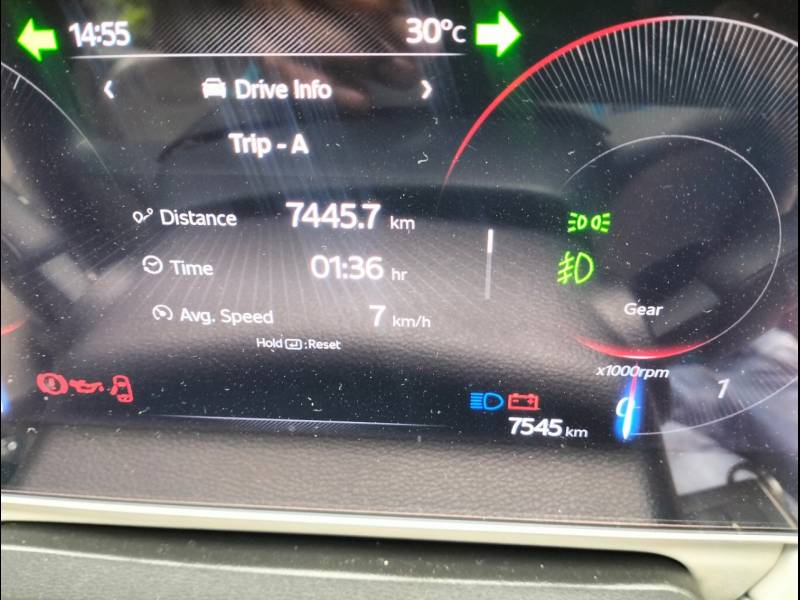 14:55 30°C
Drive Info
Trip - A
Distance 7445.7 km
Time 01:36 hr
Avg. Speed 7 km/h
Hold :Reset
Gear
x1000rpm
0 1
7545 km